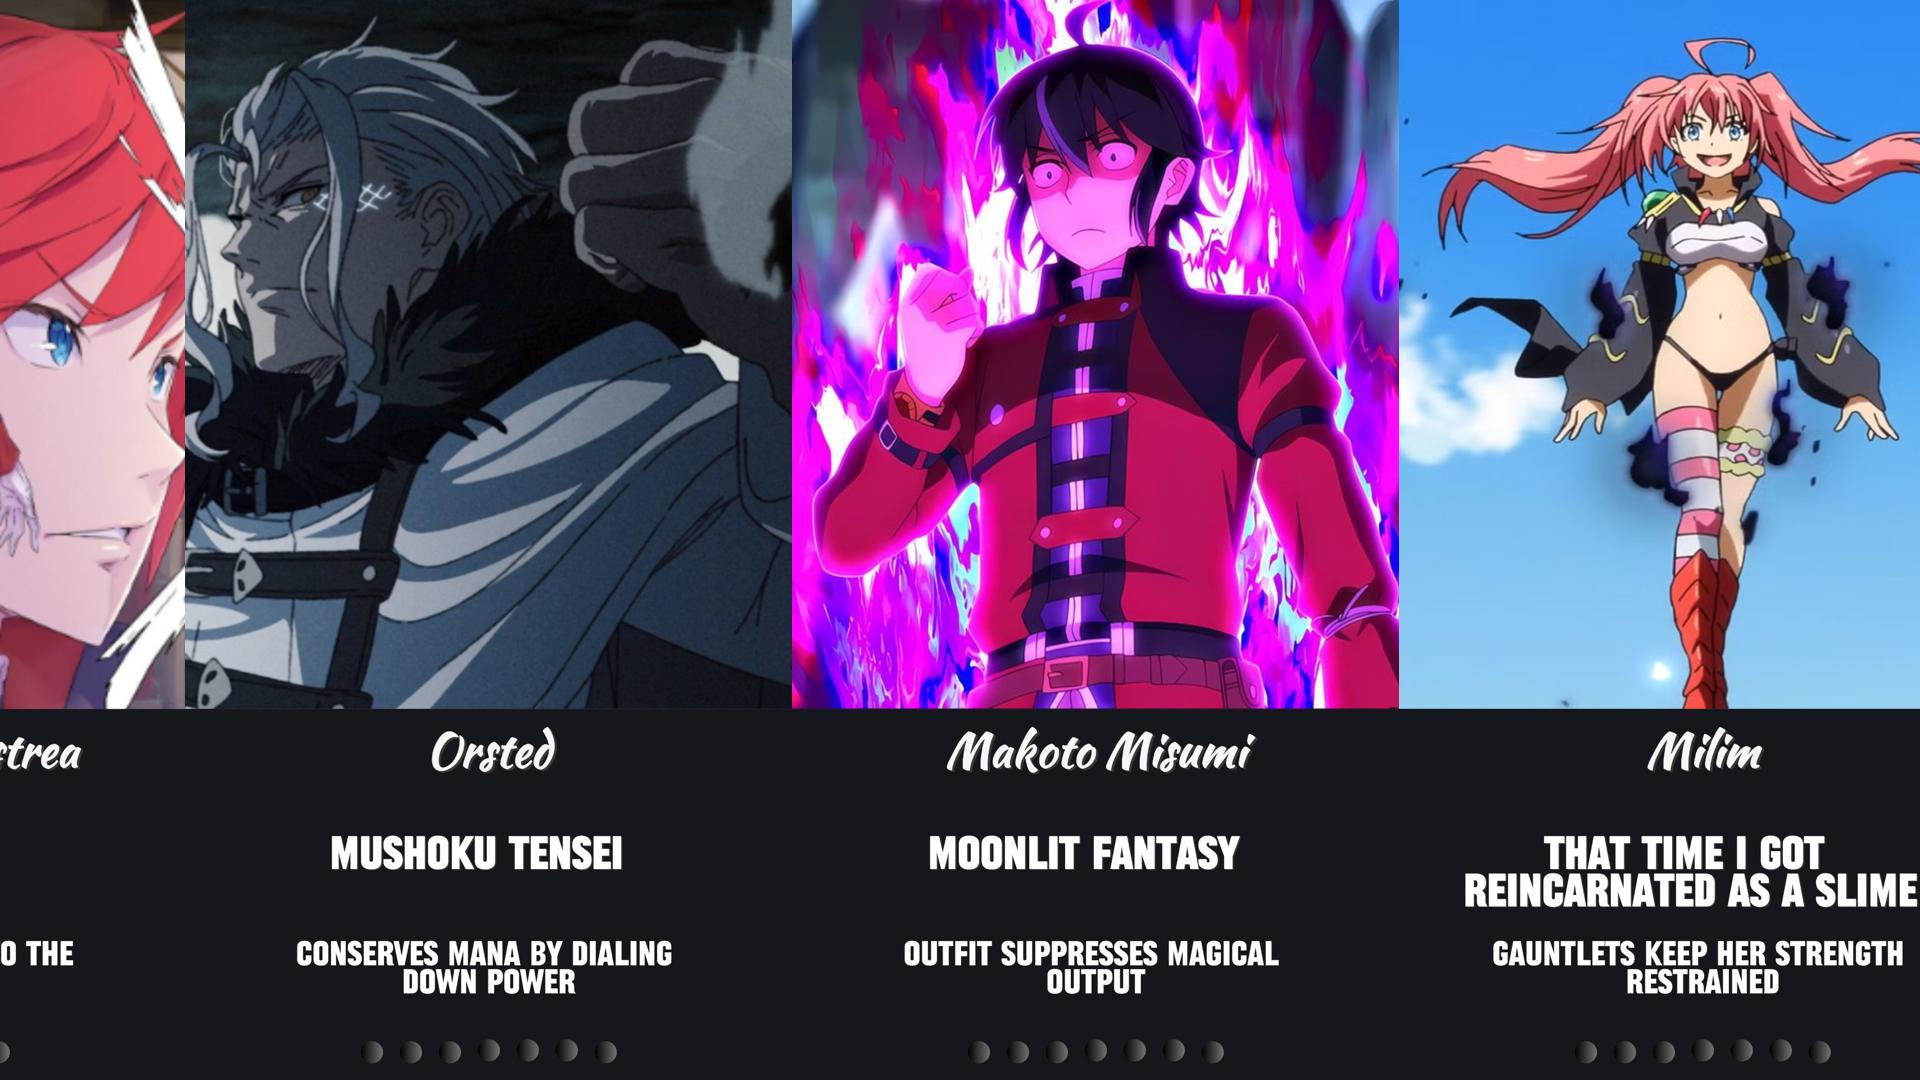 strea
O THE
Orsted
MUSHOKU TENSEI
CONSERVES MANA BY DIALING
DOWN POWER
Makoto Misumi
MOONLIT FANTASY
OUTFIT SUPPRESSES MAGICAL
OUTPUT
Milim
THAT TIME I GOT
REINCARNATED AS A SLIME
GAUNTLETS KEEP HER STRENGTH
RESTRAINED